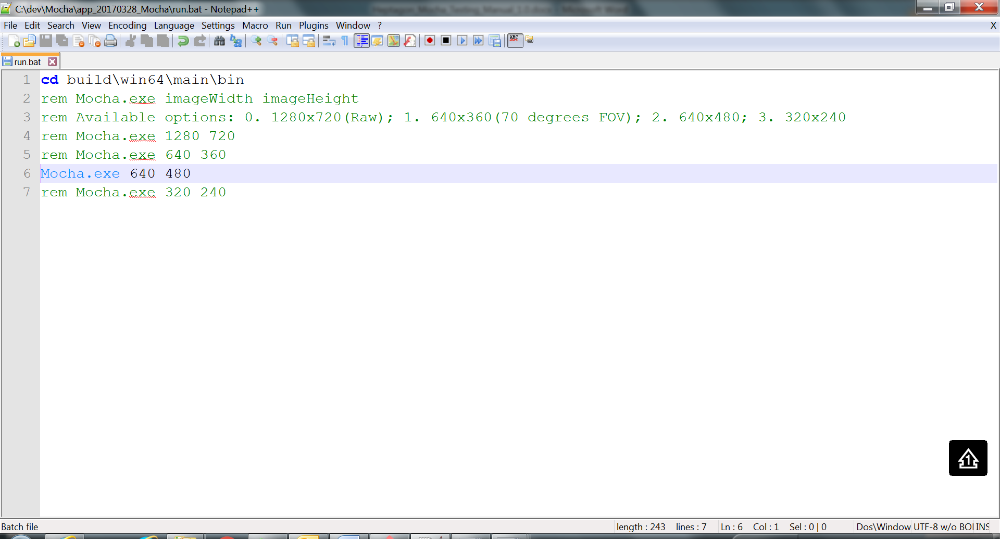 C:\dev\Mocha\app_20170328_Mocha\run.bat - Notepad++
File Edit Search View Encoding Language Settings Macro Run Plugins Window ? X
ABC
run.bat
1 cd build\win64\main\bin
2 rem Mocha.exe imageWidth imageHeight
3 rem Available options: 0. 1280x720(Raw); 1. 640x360(70 degrees FOV); 2. 640x480; 3. 320x240
4 rem Mocha.exe 1280 720
5 rem Mocha.exe 640 360
6 Mocha.exe 640 480
7 rem Mocha.exe 320 240
1
Batch file length : 243 lines : 7 Ln : 6 Col : 1 Sel : 0 | 0 Dos\Window UTF-8 w/o BOI INS